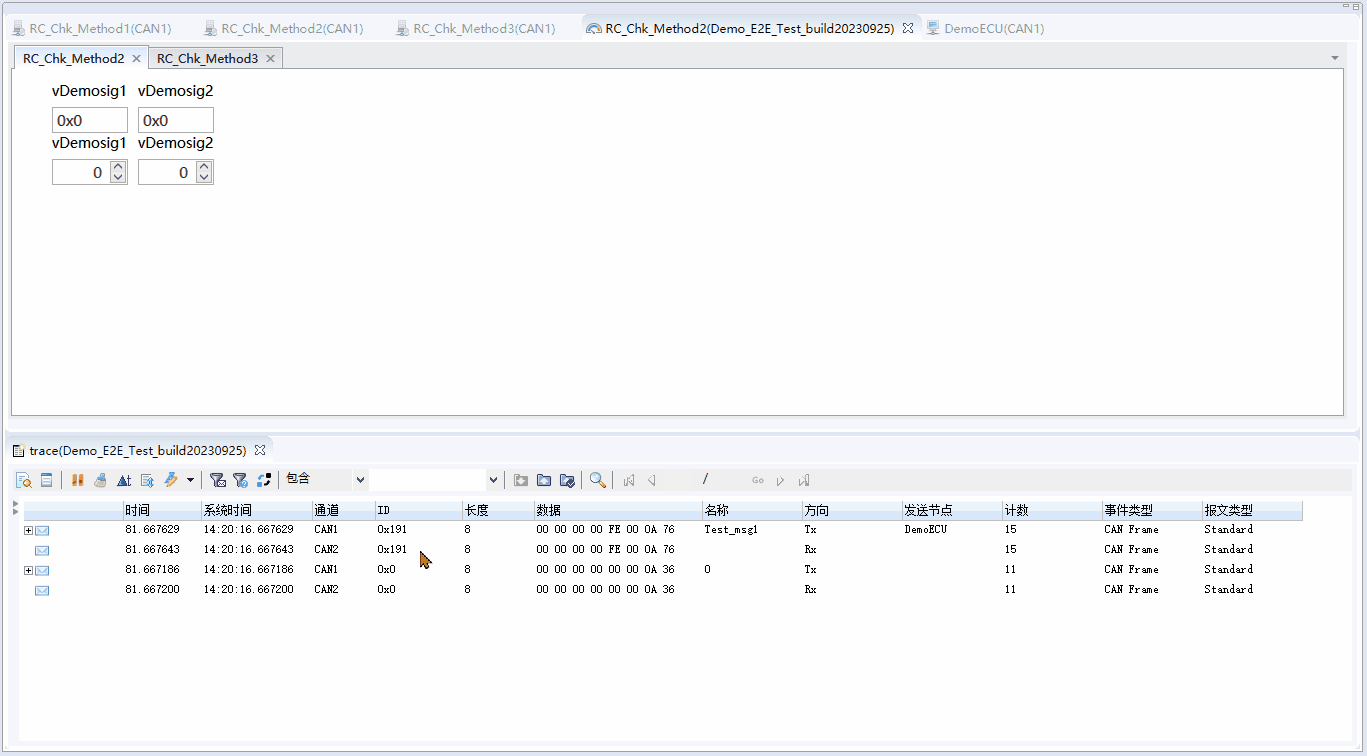 RC_Chk_Method1(CAN1) RC_Chk_Method2(CAN1) RC_Chk_Method3(CAN1) RC_Chk_Method2(Demo_E2E_Test_build20230925) DemoECU(CAN1)
RC_Chk_Method2 RC_Chk_Method3
vDemosig1 vDemosig2
0x0 0x0
vDemosig1 vDemosig2
0 0
trace(Demo_E2E_Test_build20230925)
包含 / Go
时间 系统时间 通道 ID 长度 数据 名称 方向 发送节点 计数 事件类型 报文类型
81.667629 14:20:16.667629 CAN1 0x191 8 00 00 00 00 FE 00 0A 76 Test_msg1 Tx DemoECU 15 CAN Frame Standard
81.667643 14:20:16.667643 CAN2 0x191 8 00 00 00 00 FE 00 0A 76 Rx 15 CAN Frame Standard
81.667186 14:20:16.667186 CAN1 0x0 8 00 00 00 00 00 00 0A 36 0 Tx 11 CAN Frame Standard
81.667200 14:20:16.667200 CAN2 0x0 8 00 00 00 00 00 00 0A 36 Rx 11 CAN Frame Standard